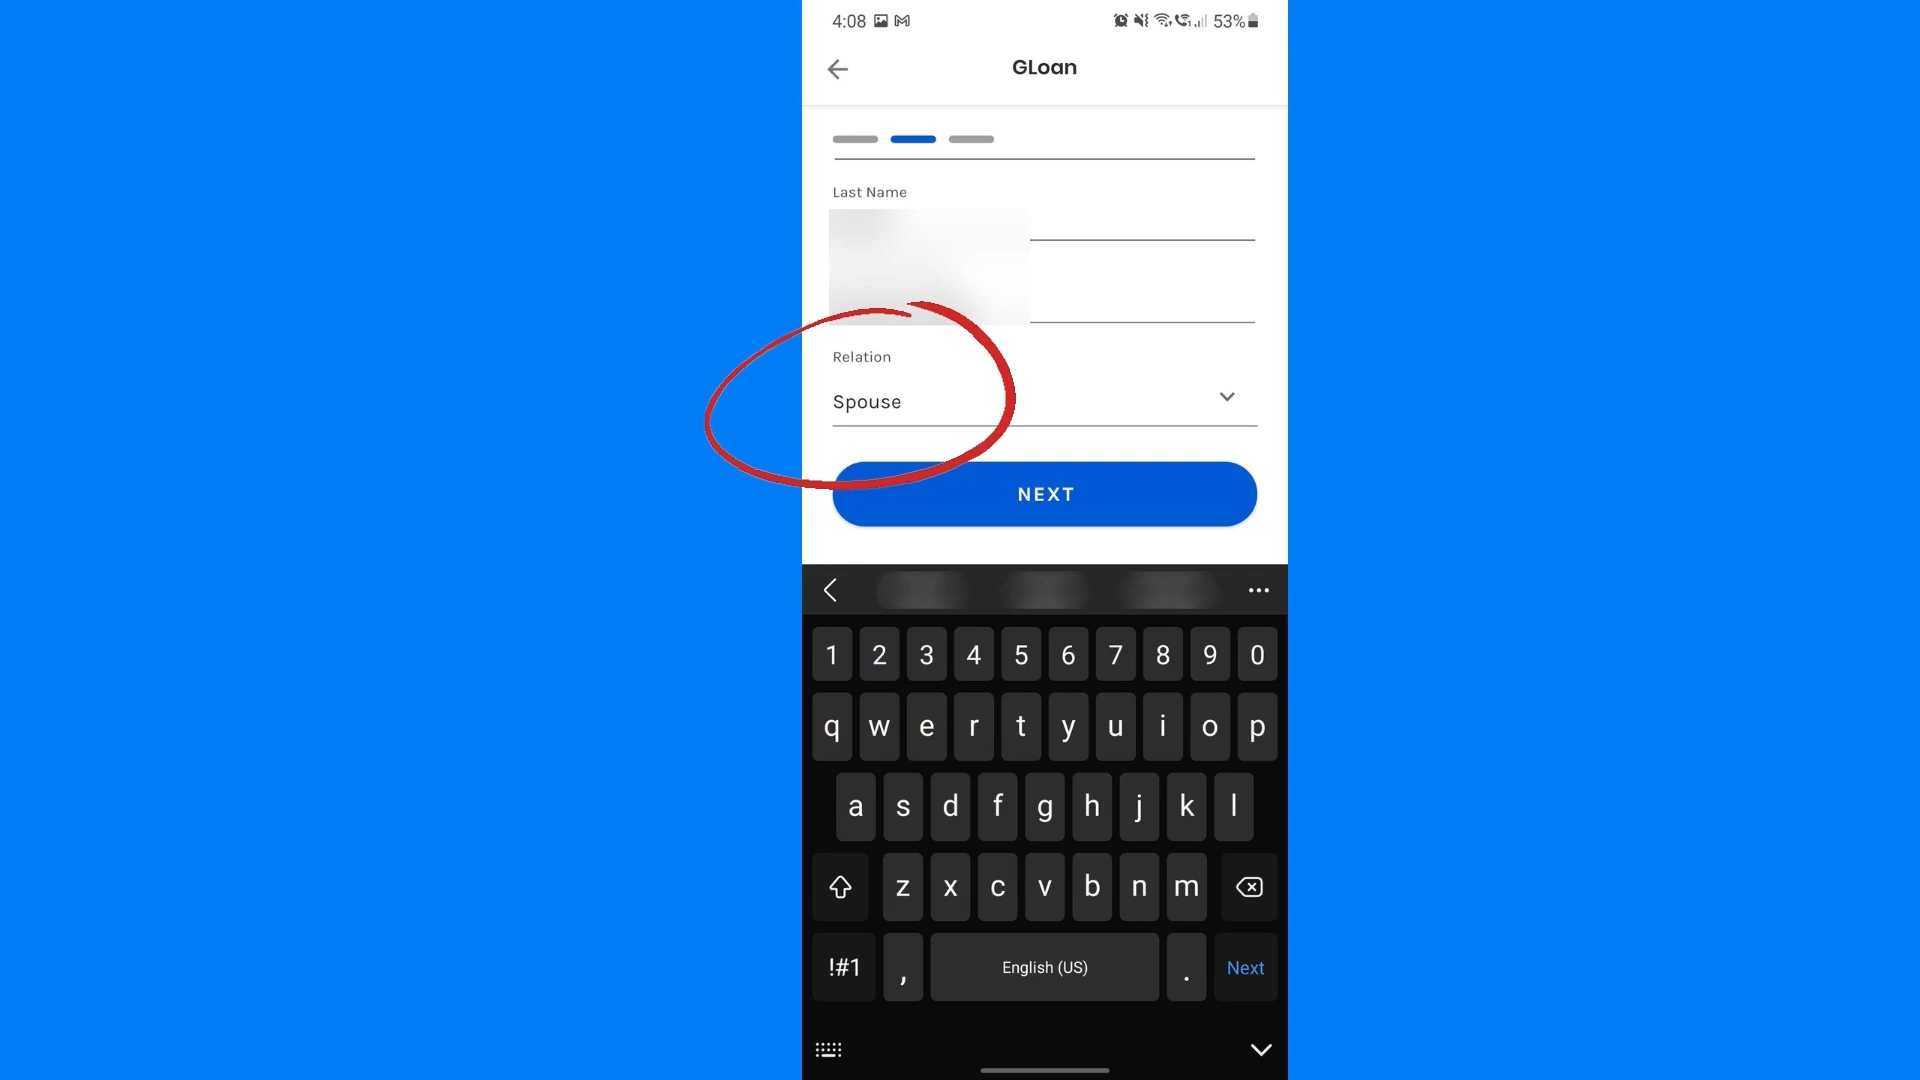 4:08 53%
GLoan
Last Name
Relation
Spouse
NEXT
1 2 3 4 5 6 7 8 9 0
q w e r t y u i o p
a s d f g h j k l
z x c v b n m
!#1 , English (US) . Next